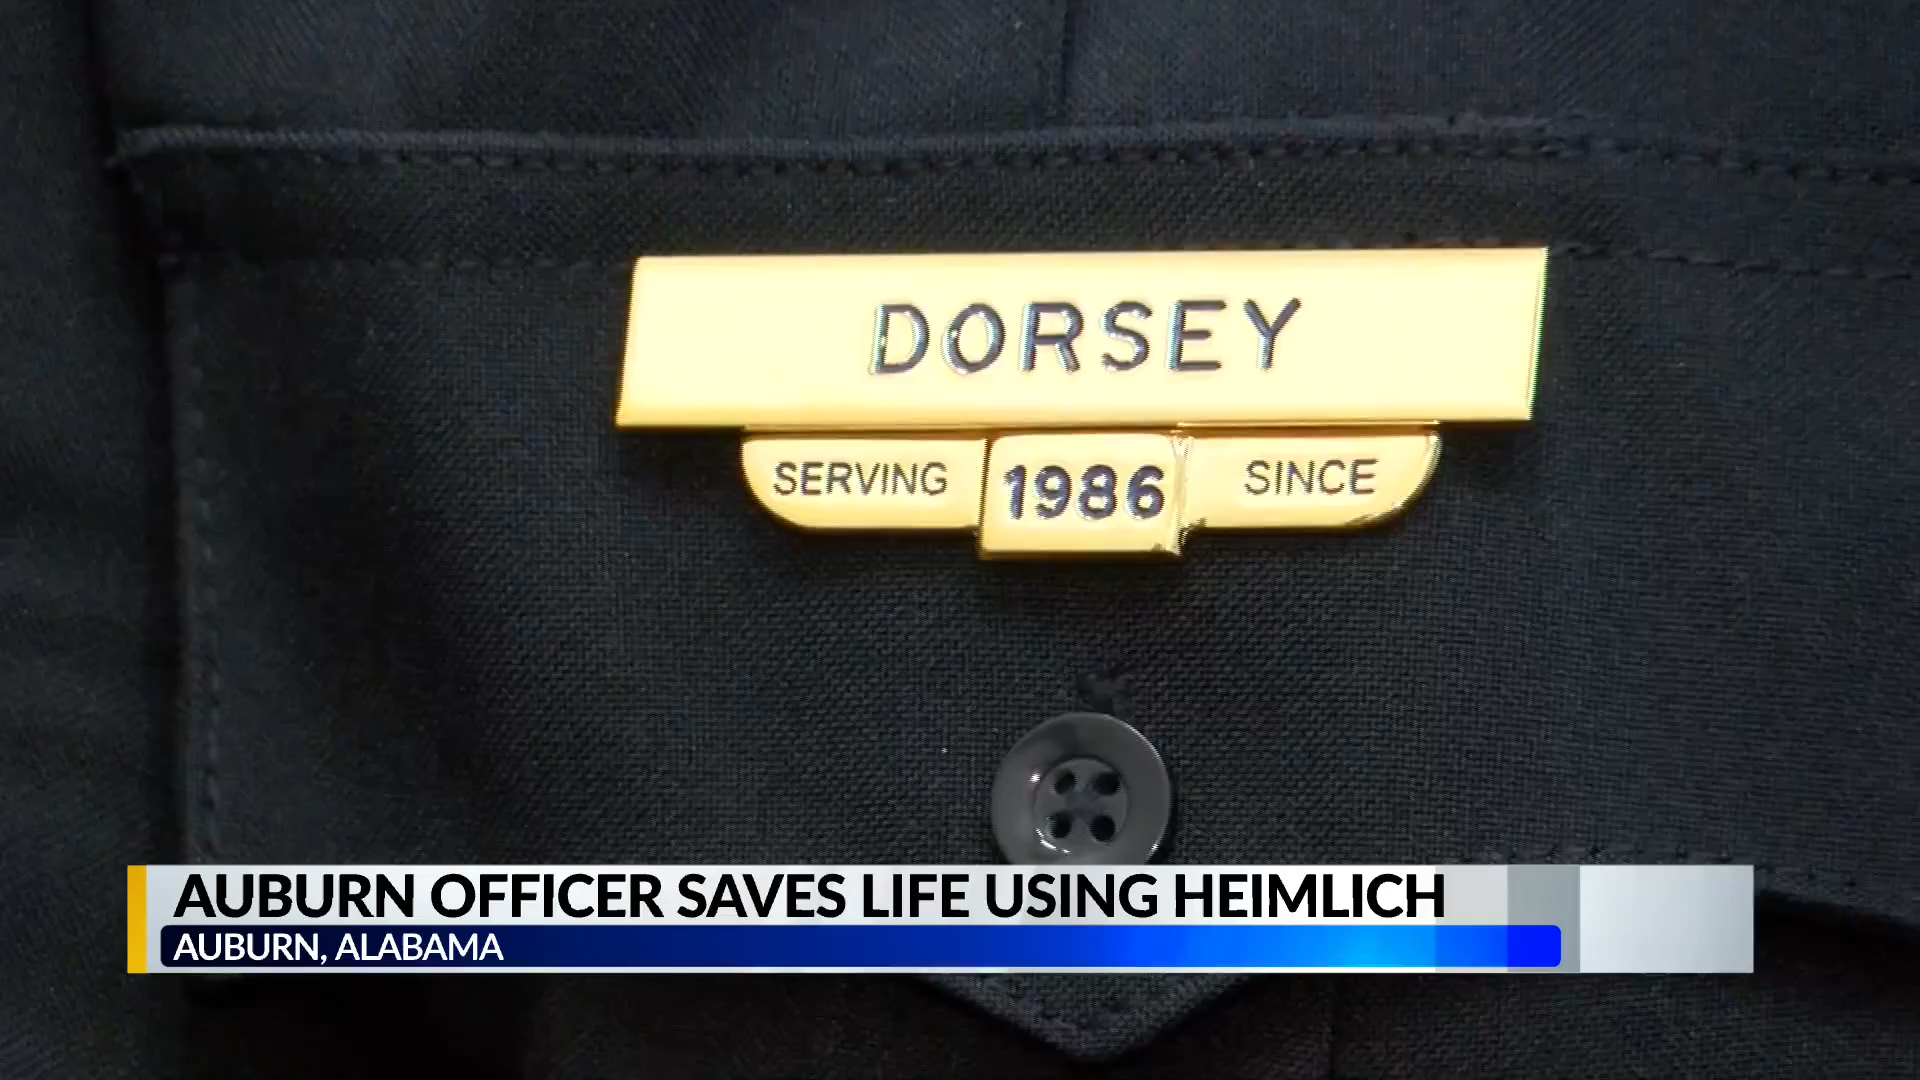 DORSEY
SERVING 1986 SINCE
AUBURN OFFICER SAVES LIFE USING HEIMLICH
AUBURN, ALABAMA